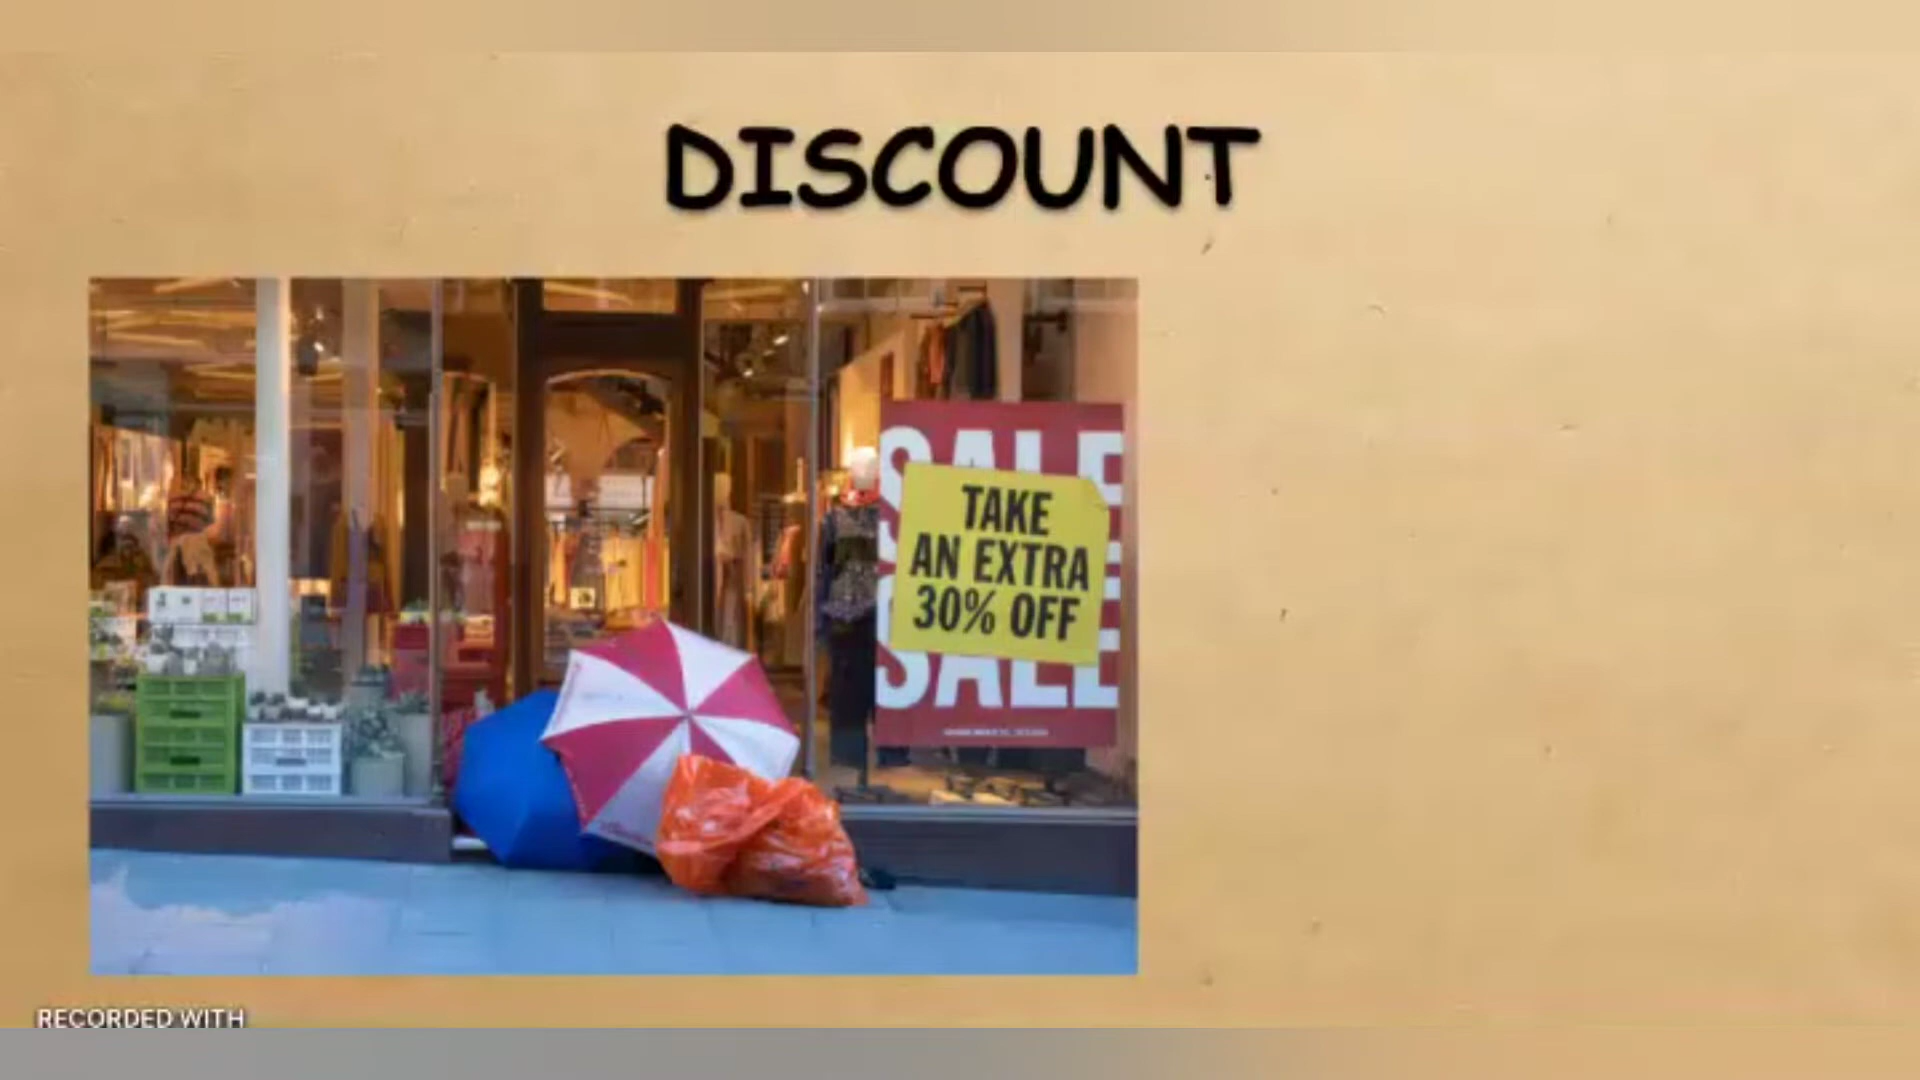 DISCOUNT
SALE
TAKE
AN EXTRA
30% OFF
SALE
RECORDED WITH